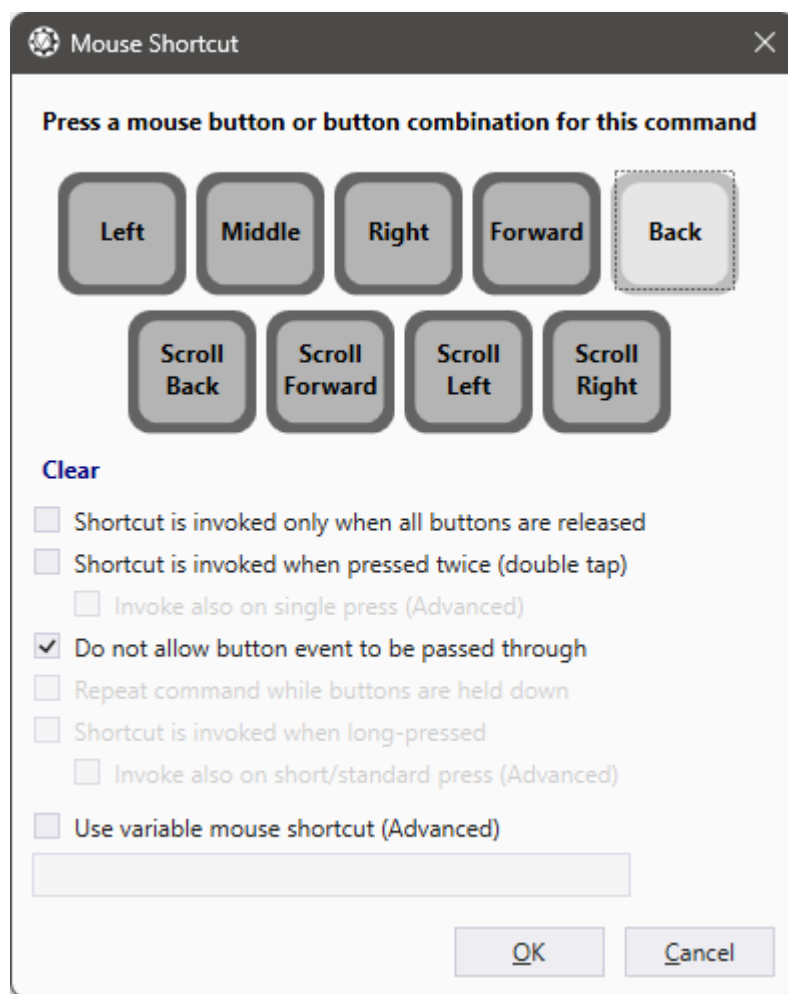 Mouse Shortcut
Press a mouse button or button combination for this command
Left Middle Right Forward Back
Scroll Back Scroll Forward Scroll Left Scroll Right
Clear
Shortcut is invoked only when all buttons are released
Shortcut is invoked when pressed twice (double tap)
Invoke also on single press (Advanced)
Do not allow button event to be passed through
Repeat command while buttons are held down
Shortcut is invoked when long-pressed
Invoke also on short/standard press (Advanced)
Use variable mouse shortcut (Advanced)
OK Cancel